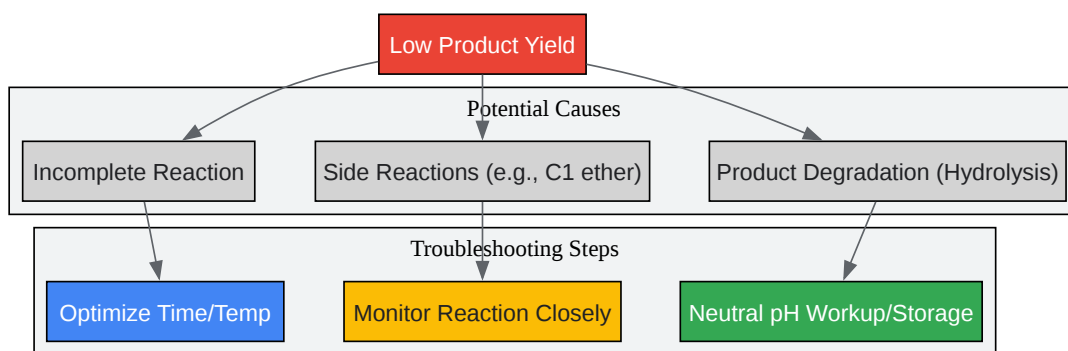 Low Product Yield
Potential Causes
Incomplete Reaction
Side Reactions (e.g., C1 ether)
Product Degradation (Hydrolysis)
Troubleshooting Steps
Optimize Time/Temp
Monitor Reaction Closely
Neutral pH Workup/Storage